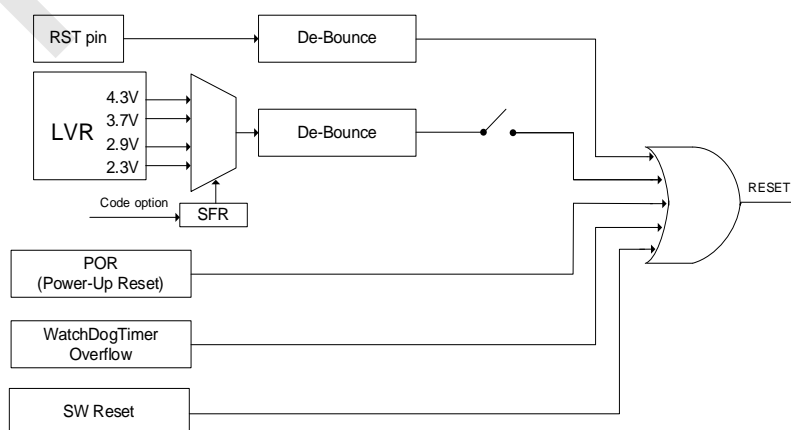 RST pin
De-Bounce
LVR
4.3V
3.7V
2.9V
2.3V
De-Bounce
Code option
SFR
RESET
POR
(Power-Up Reset)
WatchDogTimer
Overflow
SW Reset